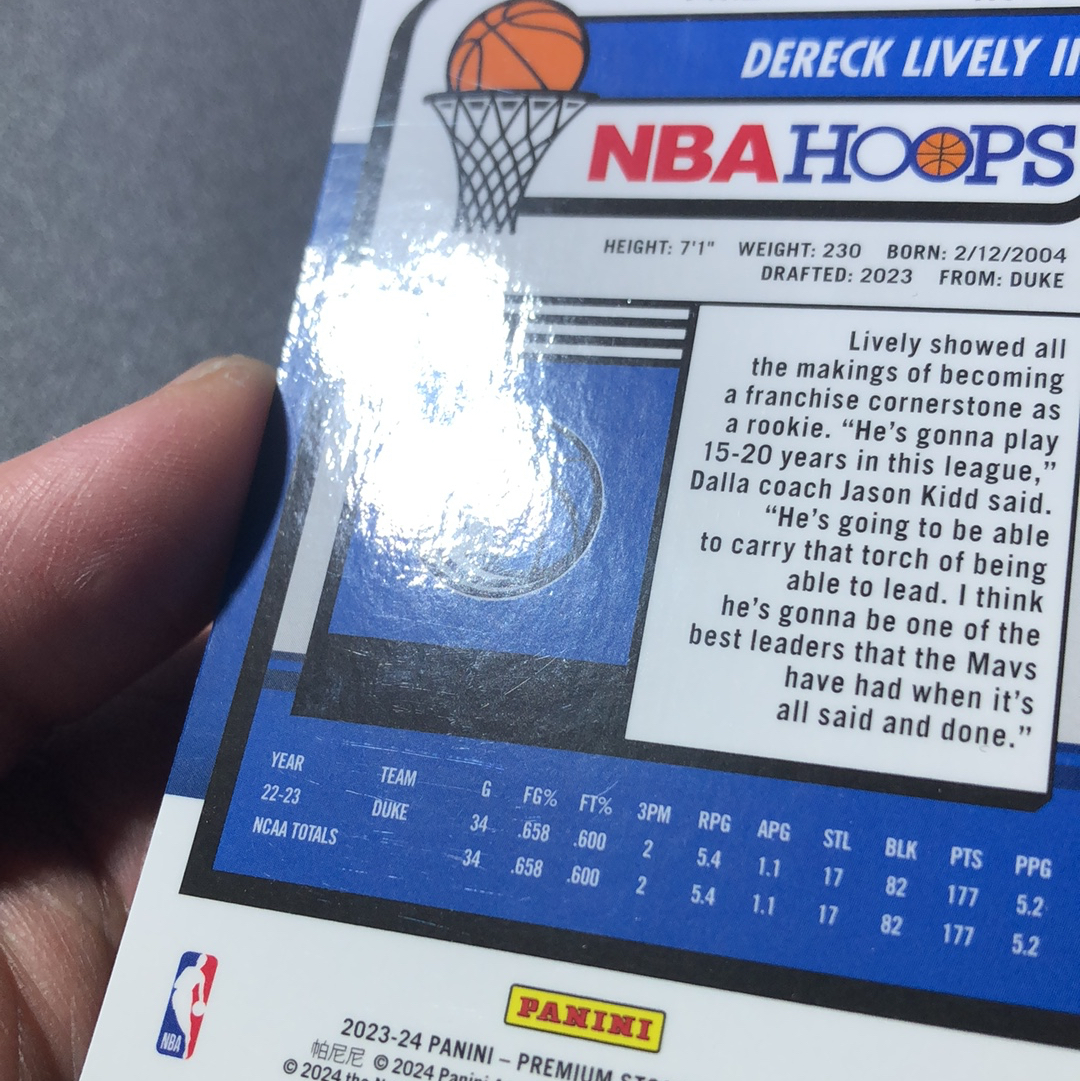 DERECK LIVELY II
NBA HOOPS
HEIGHT: 7'1" WEIGHT: 230 BORN: 2/12/2004
DRAFTED: 2023 FROM: DUKE
Lively showed all
the makings of becoming
a franchise cornerstone as
a rookie. “He’s gonna play
15-20 years in this league,”
Dalla coach Jason Kidd said.
“He’s going to be able
to carry that torch of being
able to lead. I think
he’s gonna be one of the
best leaders that the Mavs
have had when it’s
all said and done.”
YEAR TEAM G FG% FT% 3PM RPG APG STL BLK PTS PPG
22-23 DUKE 34 .658 .600 2 5.4 1.1 17 82 177 5.2
NCAA TOTALS 34 .658 .600 2 5.4 1.1 17 82 177 5.2
NBA
PANINI
2023-24 PANINI – PREMIUM
帕尼尼 © 2024 Panini
© 2024 the